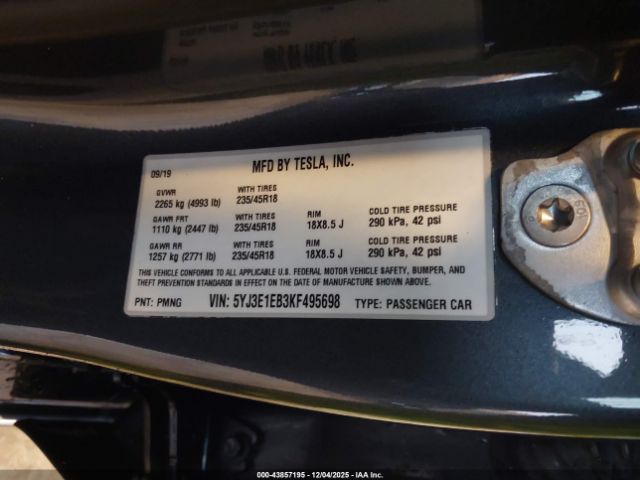 MFD BY TESLA, INC.
09/19
GVWR WITH TIRES
2265 kg (4993 lb) 235/45R18
GAWR FRT WITH TIRES RIM COLD TIRE PRESSURE
1110 kg (2447 lb) 235/45R18 18X8.5 J 290 kPa, 42 psi
GAWR RR WITH TIRES RIM COLD TIRE PRESSURE
1257 kg (2771 lb) 235/45R18 18X8.5 J 290 kPa, 42 psi
THIS VEHICLE CONFORMS TO ALL APPLICABLE U.S. FEDERAL MOTOR VEHICLE SAFETY, BUMPER, AND
THEFT PREVENTION STANDARDS IN EFFECT ON THE DATE OF MANUFACTURE SHOWN ABOVE.
PNT: PMNG VIN: 5YJ3E1EB3KF495698 TYPE: PASSENGER CAR
109
000-43857195 - 12/04/2025 - IAAI Inc.